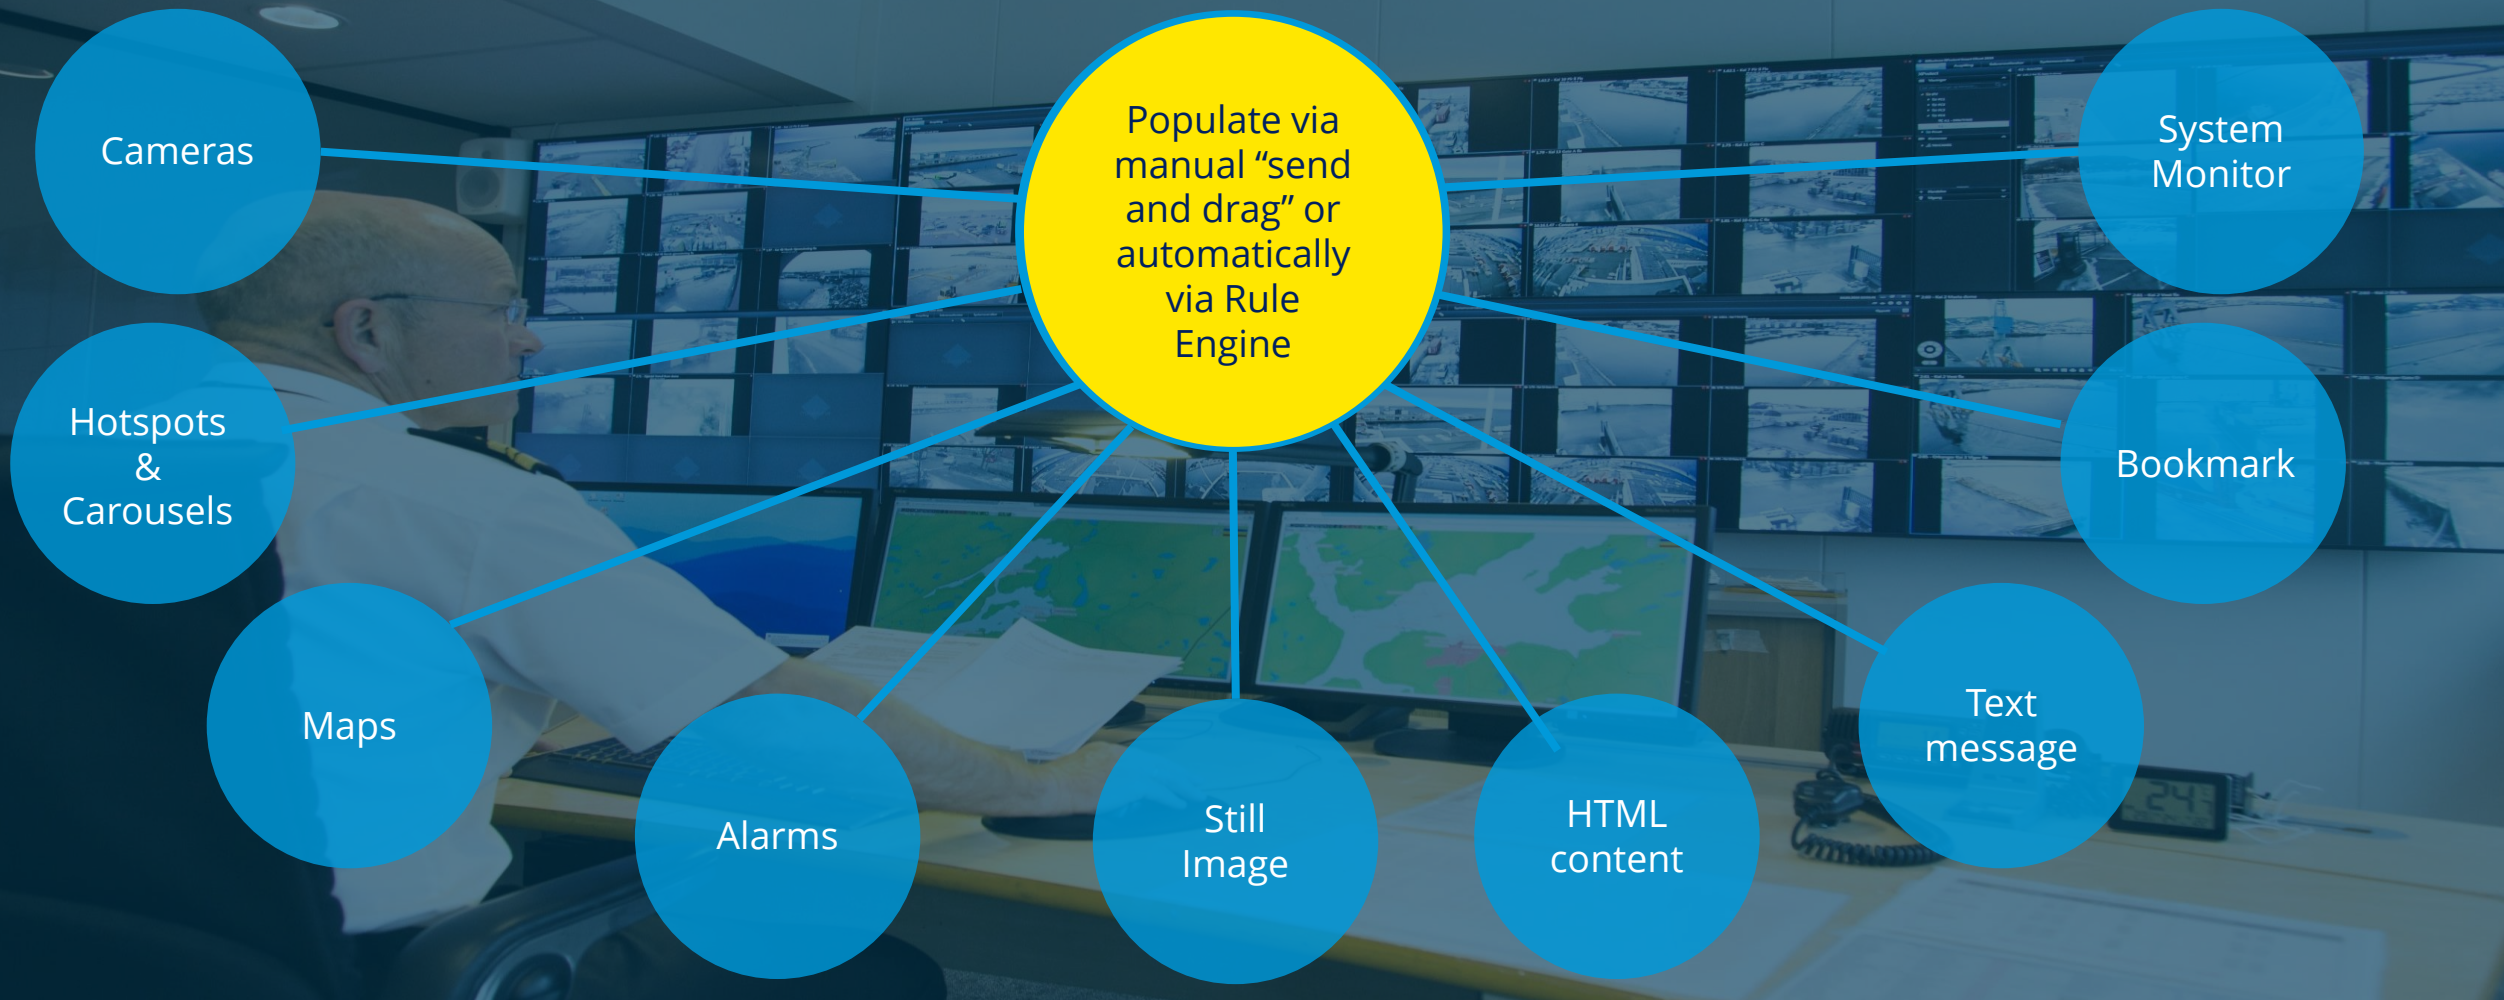 Cameras
Populate via
manual “send
and drag” or
automatically
via Rule
Engine
System
Monitor
Hotspots
&
Carousels
Bookmark
Maps
Alarms
Still
Image
HTML
content
Text
message
24